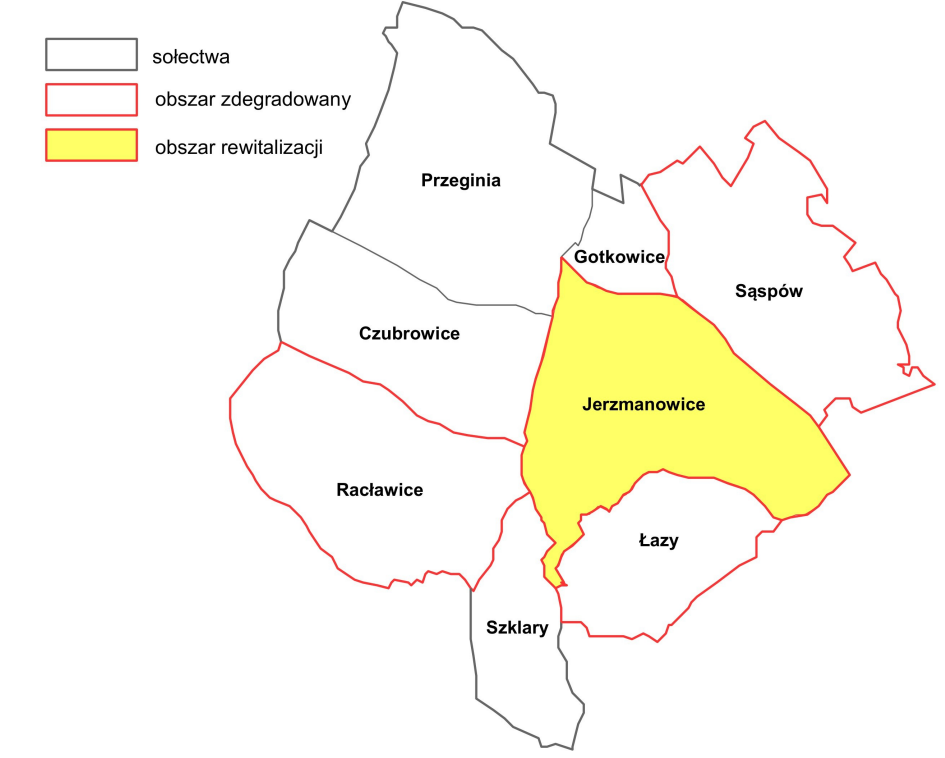 sołectwa
obszar zdegradowany
obszar rewitalizacji
Przeginia
Gotkowice
Sąspów
Czubrowice
Jerzmanowice
Racławice
Łazy
Szklary